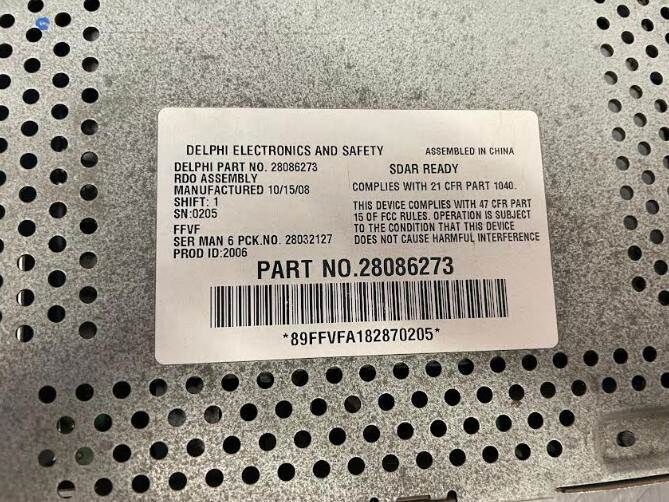 DELPHI ELECTRONICS AND SAFETY
ASSEMBLED IN CHINA
DELPHI PART NO. 28086273
RDO ASSEMBLY
MANUFACTURED 10/15/08
SHIFT: 1
SN:0205
FFVF
SER MAN 6 PCK.NO. 28032127
PROD ID:2006
SDAR READY
COMPLIES WITH 21 CFR PART 1040.
THIS DEVICE COMPLIES WITH 47 CFR PART
15 OF FCC RULES. OPERATION IS SUBJECT
TO THE CONDITION THAT THIS DEVICE
DOES NOT CAUSE HARMFUL INTERFERENCE
PART NO.28086273
*89FFVFA182870205*